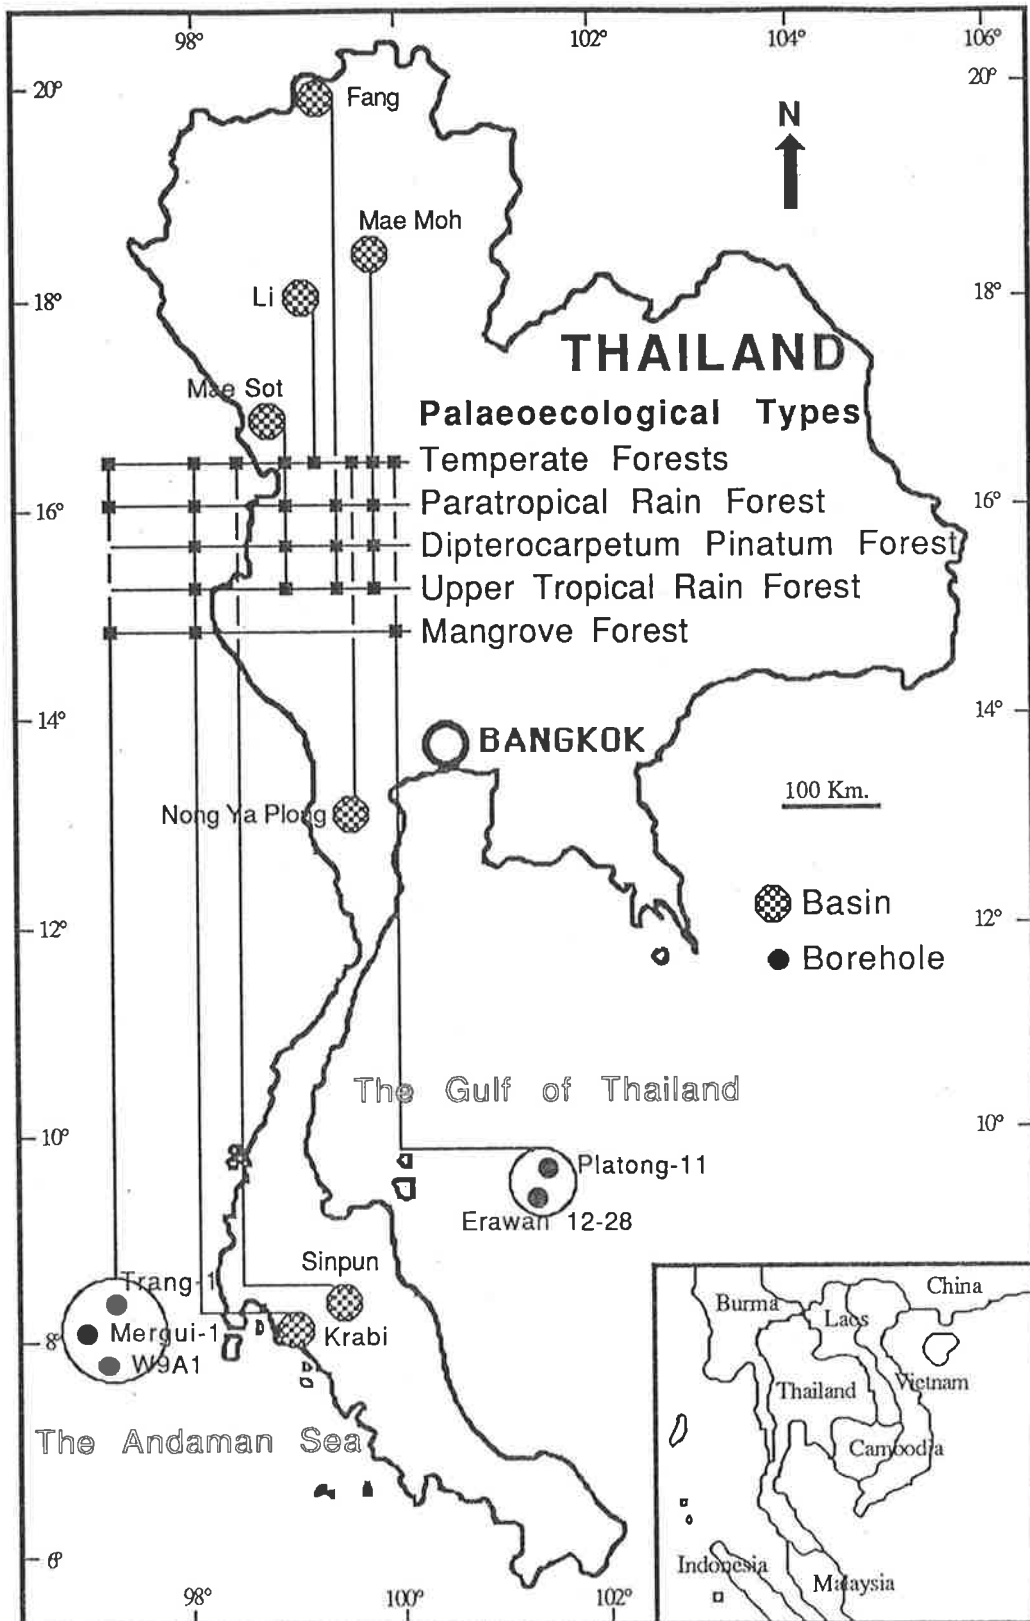 98° 102° 104° 106°
20° 20°
Fang
N
Mae Moh
Li
18° 18°
THAILAND
Mae Sot
Palaeoecological Types
Temperate Forests
Paratropical Rain Forest
16° 16°
Dipterocarpetum Pinatum Forest
Upper Tropical Rain Forest
Mangrove Forest
14° 14°
BANGKOK
100 Km.
Nong Ya Plong
Basin
12° 12°
Borehole
The Gulf of Thailand
10° 10°
Platong-11
Erawan 12-28
Sinpun
Trang-1
Mergui-1
Krabi
8°
W9A1
The Andaman Sea
6°
98° 100° 102°
China
Burma
Laos
Vietnam
Thailand
Cambodia
Indonesia
Malaysia